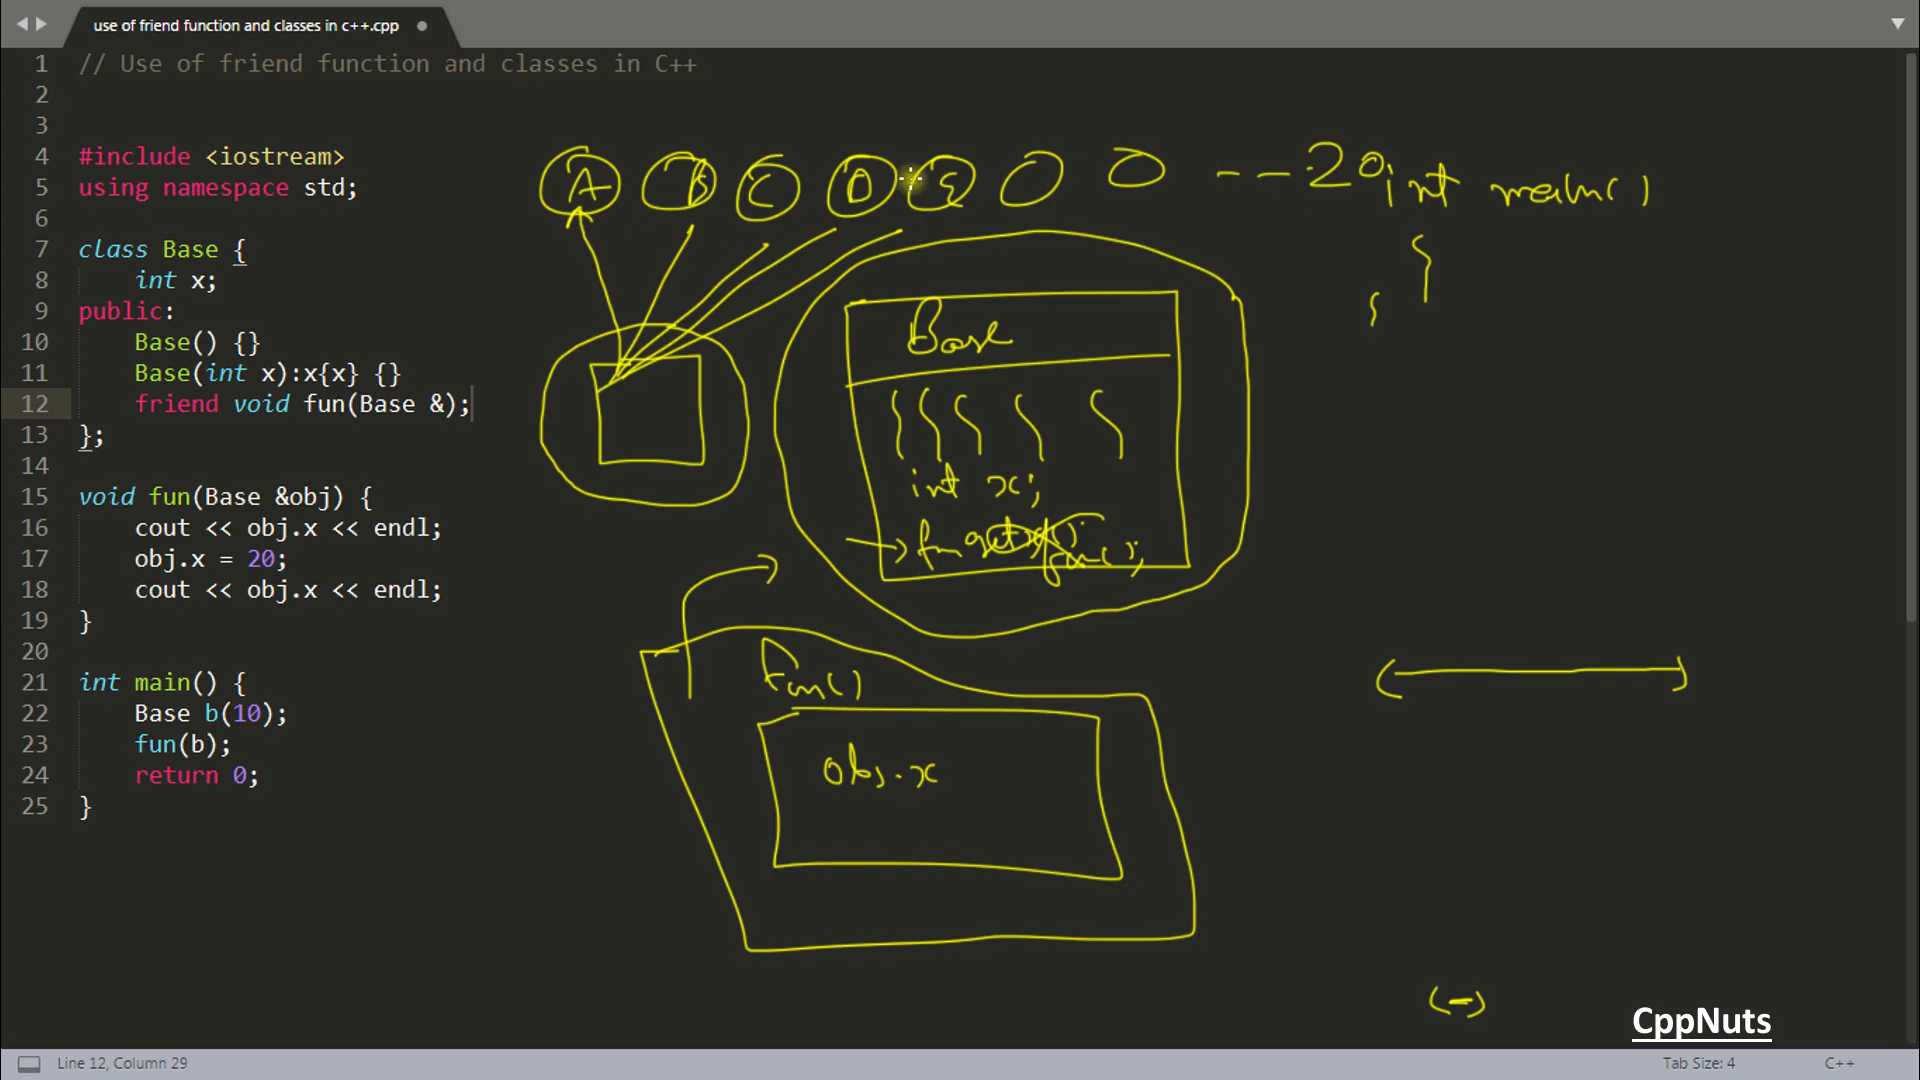 use of friend function and classes in c++.cpp
1 // Use of friend function and classes in C++
2
3
4 #include <iostream>
5 using namespace std;
6
7 class Base {
8 int x;
9 public:
10 Base() {}
11 Base(int x):x{x} {}
12 friend void fun(Base &);
13 };
14
15 void fun(Base &obj) {
16 cout << obj.x << endl;
17 obj.x = 20;
18 cout << obj.x << endl;
19 }
20
21 int main() {
22 Base b(10);
23 fun(b);
24 return 0;
25 }
A B C D E - - 20
int main()
Base
int x;
fun();
fun()
obj.x
CppNuts
Line 12, Column 29
Tab Size: 4
C++